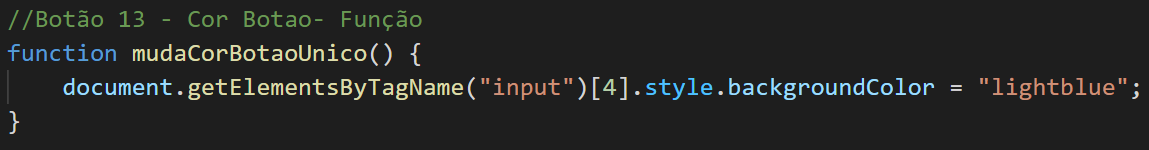 //Botão 13 - Cor Botao- Função
function mudaCorBotaoUnico() {
    document.getElementsByTagName("input")[4].style.backgroundColor = "lightblue";
}